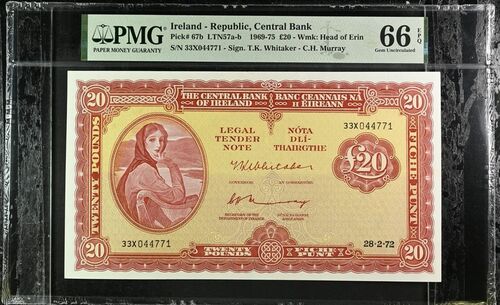 PMG
PAPER MONEY GUARANTY
Ireland - Republic, Central Bank
Pick# 67b LTN57a-b 1969-75 £20 - Wmk: Head of Erin
S/N 33X044771 - Sign. T.K. Whitaker - C.H. Murray
66 EPQ
Gem Uncirculated
20
THE CENTRAL BANK OF IRELAND
BANC CEANNAIS NA hÉIREANN
20
TWENTY POUNDS
FICHE PUNT
LEGAL TENDER NOTE
NÓTA DLÍ-THAIRGTHE
33X044771
T.K. Whitaker
£20
GOVERNOR
33X044771
20
TWENTY POUNDS
FICHE PUNT
28-2-72
20